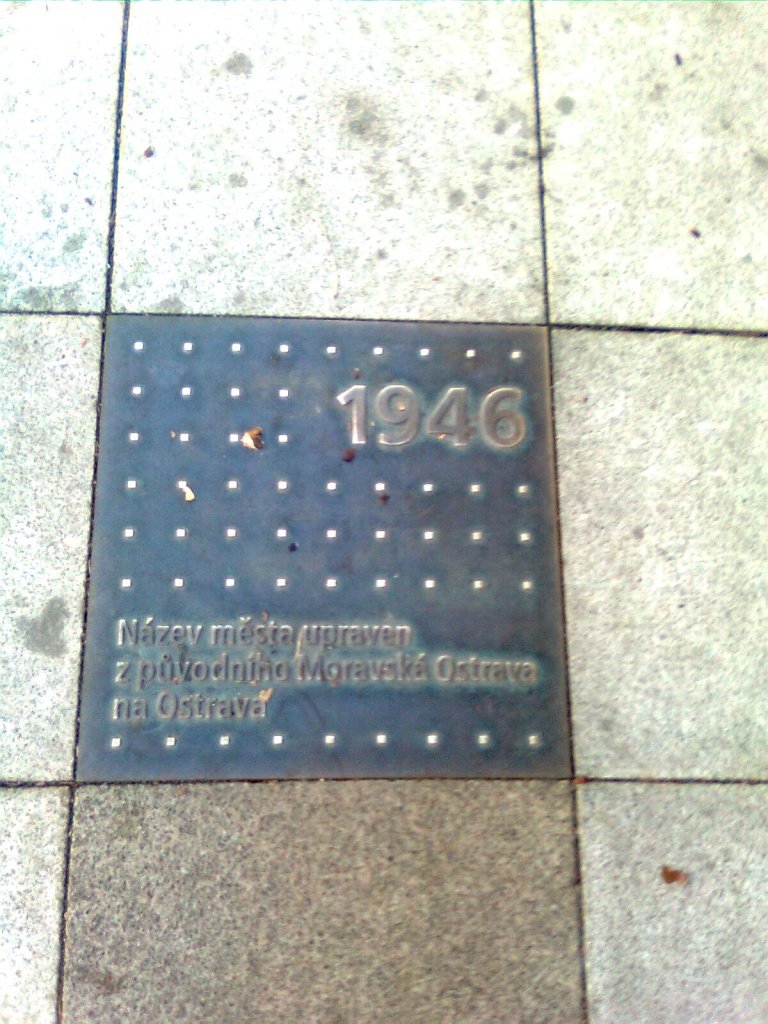 1946
Název města upraven
z původního Moravská Ostrava
na Ostrava